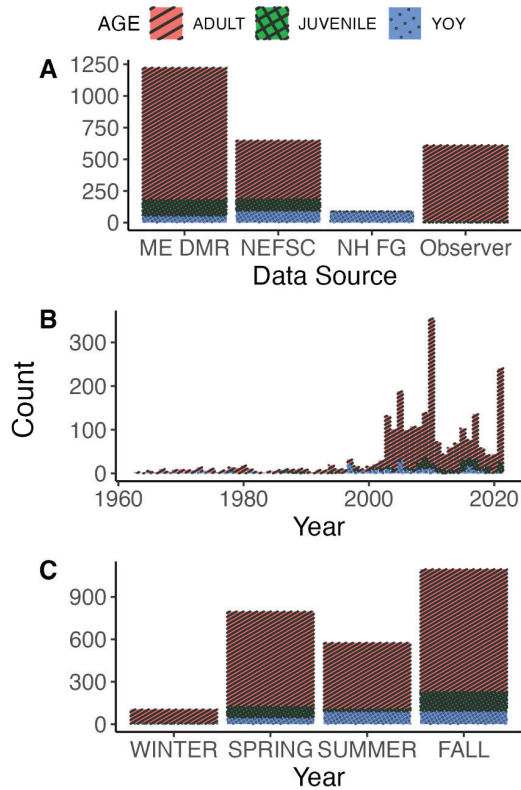 AGE ADULT JUVENILE YOY
A
1250
1000
750
500
250
0
ME DMR NEFSC NH FG Observer
Data Source
B
300
200
100
0
1960 1980 2000 2020
Year
Count
C
900
600
300
0
WINTER SPRING SUMMER FALL
Year